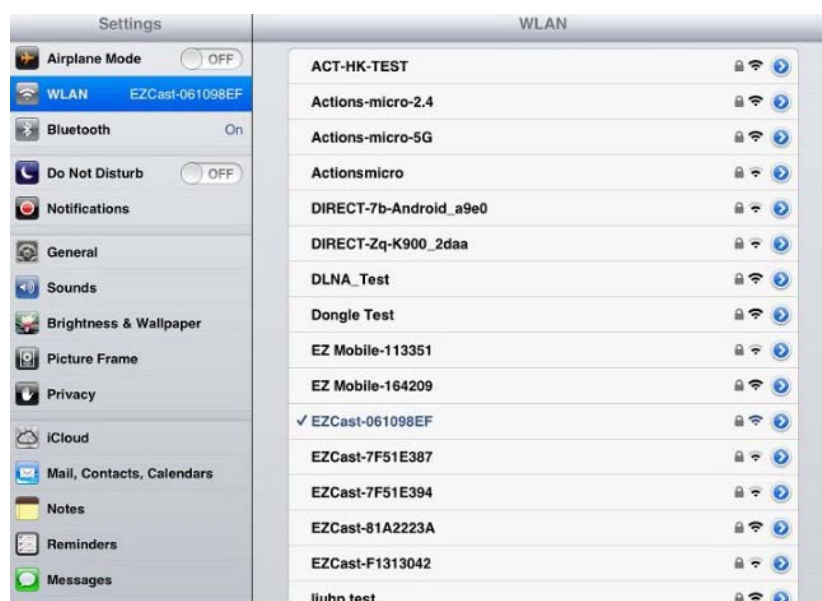 Settings
Airplane Mode OFF
WLAN EZCast-061098EF
Bluetooth On
Do Not Disturb OFF
Notifications
General
Sounds
Brightness & Wallpaper
Picture Frame
Privacy
iCloud
Mail, Contacts, Calendars
Notes
Reminders
Messages
WLAN
ACT-HK-TEST
Actions-micro-2.4
Actions-micro-5G
Actionsmicro
DIRECT-7b-Android_a9e0
DIRECT-Zq-K900_2daa
DLNA_Test
Dongle Test
EZ Mobile-113351
EZ Mobile-164209
EZCast-061098EF
EZCast-7F51E387
EZCast-7F51E394
EZCast-81A2223A
EZCast-F1313042
liuhp test